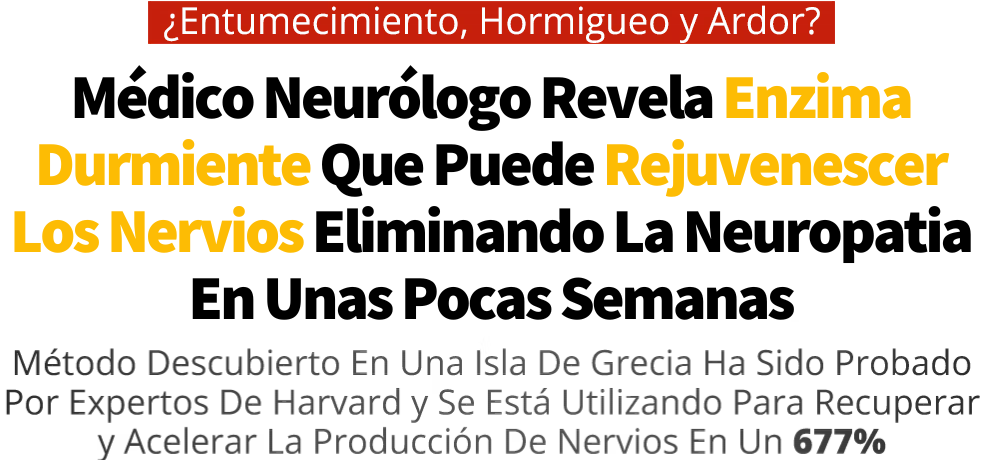 ¿Entumecimiento, Hormigueo y Ardor?
Médico Neurólogo Revela Enzima
Durmiente Que Puede Rejuvenescer
Los Nervios Eliminando La Neuropatia
En Unas Pocas Semanas
Método Descubierto En Una Isla De Grecia Ha Sido Probado
Por Expertos De Harvard y Se Está Utilizando Para Recuperar
y Acelerar La Producción De Nervios En Un 677%